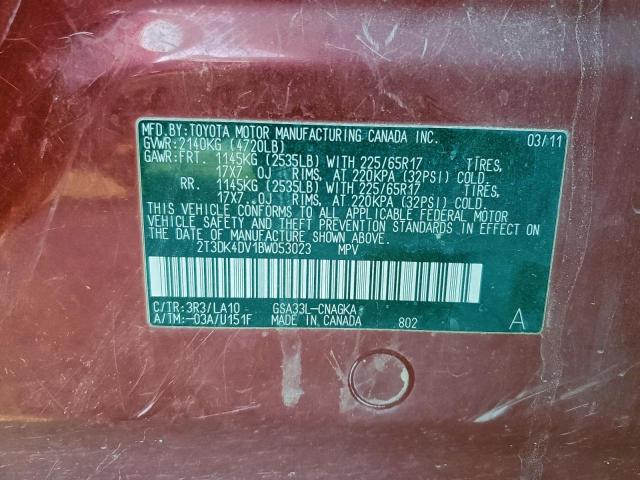 MFD. BY: TOYOTA MOTOR MANUFACTURING CANADA INC. 03/11
GVWR: 2140KG (4720LB)
GAWR: FRT. 1145KG (2535LB) WITH 225/65R17 TIRES,
17X7.0J RIMS, AT 220KPA (32PSI) COLD.
RR. 1145KG (2535LB) WITH 225/65R17 TIRES,
17X7.0J RIMS, AT 220KPA (32PSI) COLD.
THIS VEHICLE CONFORMS TO ALL APPLICABLE FEDERAL MOTOR
VEHICLE SAFETY AND THEFT PREVENTION STANDARDS IN EFFECT
ON THE DATE OF MANUFACTURE SHOWN ABOVE.
2T3DK4DV1BW053023 MPV
C/TR: 3R3/LA10 GSA33L-CNAGKA
A/TM: -03A/U151F MADE IN CANADA 802 A